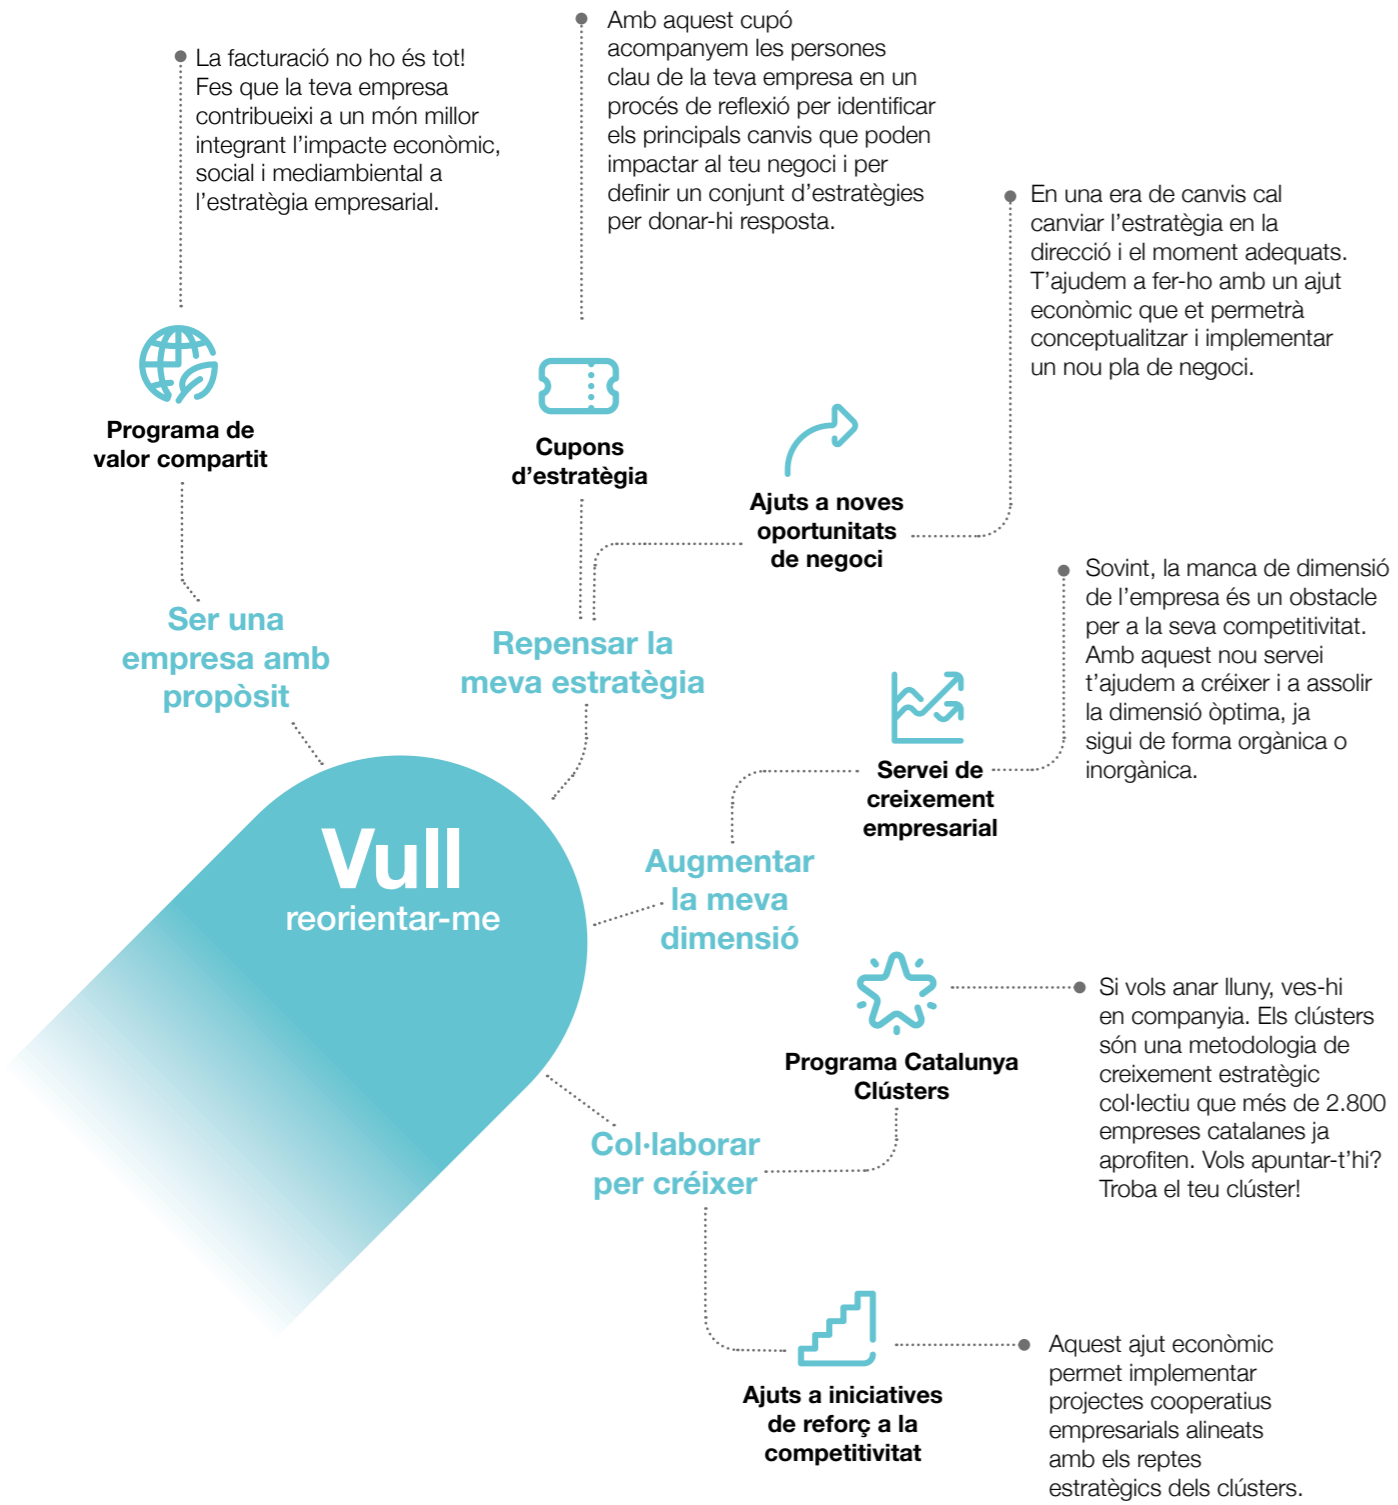 La facturació no ho és tot!
Fes que la teva empresa
contribueixi a un món millor
integrant l’impacte econòmic,
social i mediambiental a
l’estratègia empresarial.
Programa de
valor compartit
Ser una
empresa amb
propòsit
Amb aquest cupó
acompanyem les persones
clau de la teva empresa en un
procés de reflexió per identificar
els principals canvis que poden
impactar al teu negoci i per
definir un conjunt d’estratègies
per donar-hi resposta.
Cupons
d’estratègia
En una era de canvis cal
canviar l’estratègia en la
direcció i el moment adequats.
T’ajudem a fer-ho amb un ajut
econòmic que et permetrà
conceptualitzar i implementar
un nou pla de negoci.
Ajuts a noves
oportunitats
de negoci
Repensar la
meva estratègia
Sovint, la manca de dimensió
de l’empresa és un obstacle
per a la seva competitivitat.
Amb aquest nou servei
t’ajudem a créixer i a assolir
la dimensió òptima, ja
sigui de forma orgànica o
inorgànica.
Servei de
creixement
empresarial
Vull
reorientar-me
Augmentar
la meva
dimensió
Programa Catalunya
Clústers
Si vols anar lluny, ves-hi
en companyia. Els clústers
són una metodologia de
creixement estratègic
col·lectiu que més de 2.800
empreses catalanes ja
aprofiten. Vols apuntar-t’hi?
Troba el teu clúster!
Col·laborar
per créixer
Ajuts a iniciatives
de reforç a la
competitivitat
Aquest ajut econòmic
permet implementar
projectes cooperatius
empresarials alineats
amb els reptes
estratègics dels clústers.